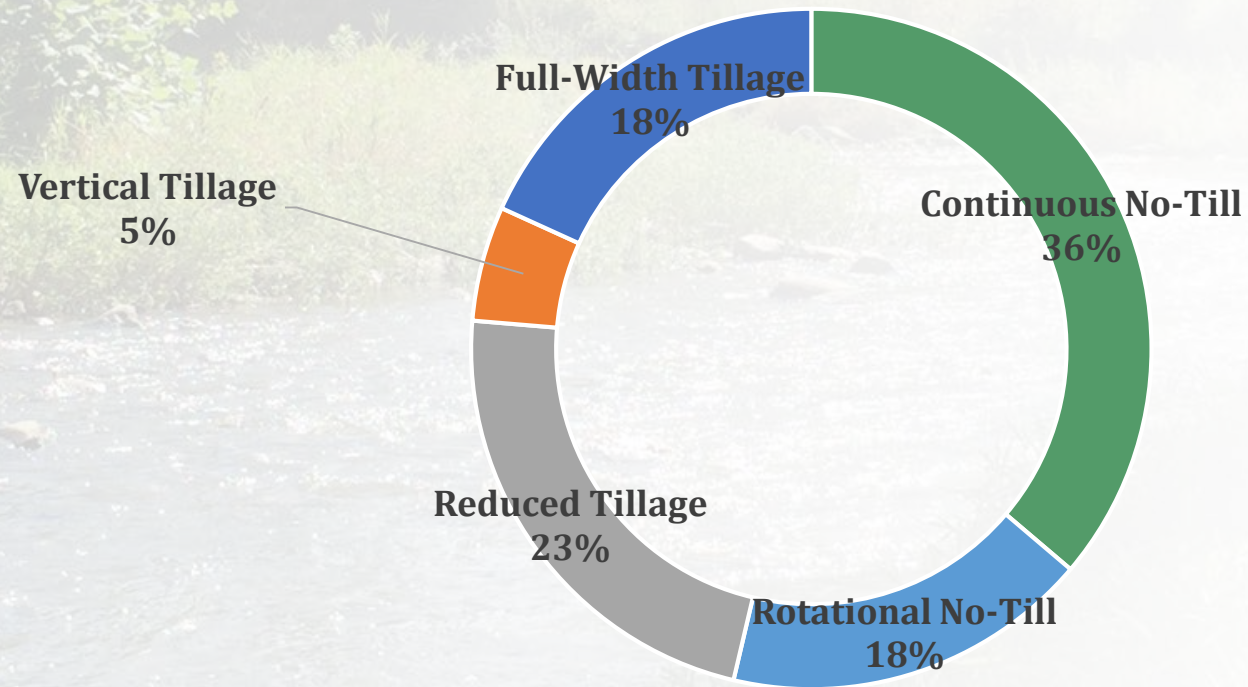 Full-Width Tillage
18%
Vertical Tillage
5%
Continuous No-Till
36%
Reduced Tillage
23%
Rotational No-Till
18%